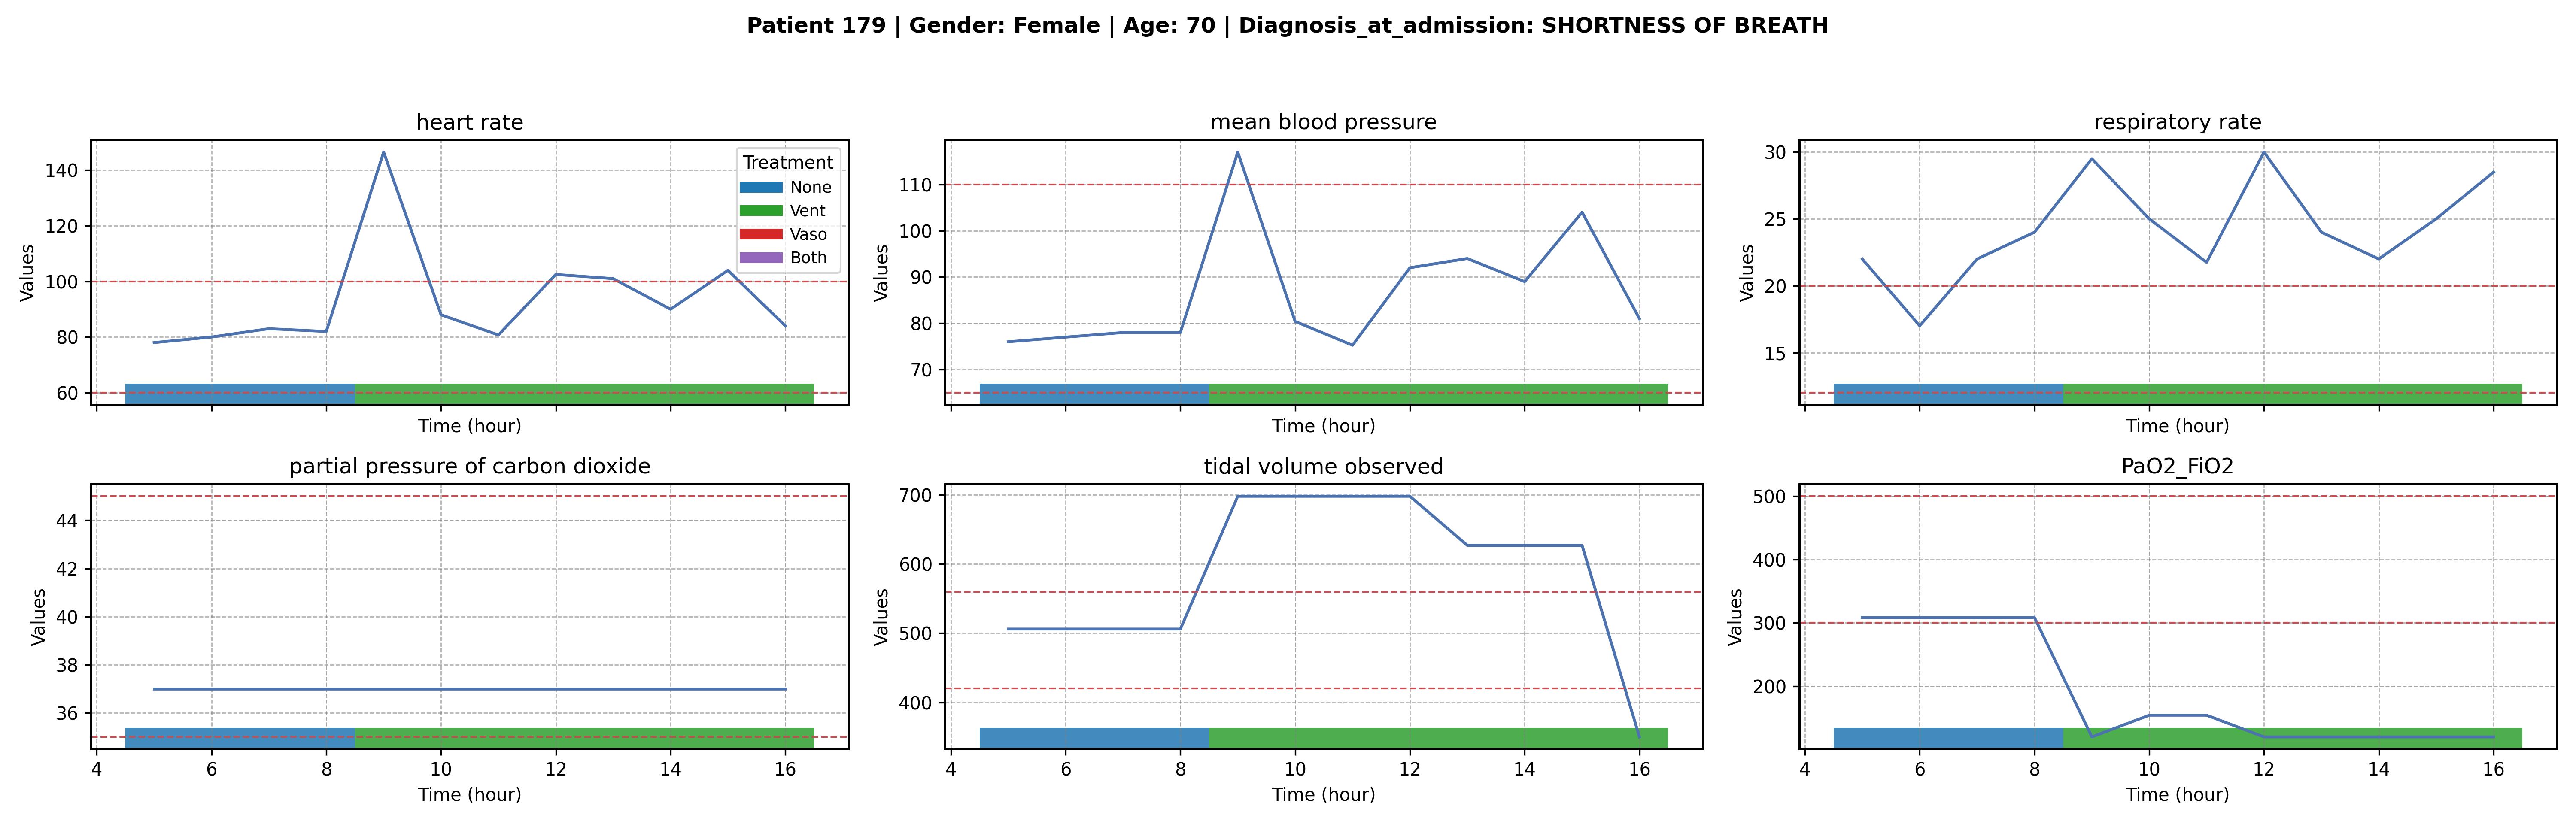 Patient 179 | Gender: Female | Age: 70 | Diagnosis_at_admission: SHORTNESS OF BREATH
heart rate
Values
140
120
100
80
60
Treatment
None
Vent
Vaso
Both
Time (hour)
mean blood pressure
Values
110
100
90
80
70
Time (hour)
respiratory rate
Values
30
25
20
15
Time (hour)
partial pressure of carbon dioxide
Values
44
42
40
38
36
4 6 8 10 12 14 16
Time (hour)
tidal volume observed
Values
700
600
500
400
4 6 8 10 12 14 16
Time (hour)
PaO2_FiO2
Values
500
400
300
200
4 6 8 10 12 14 16
Time (hour)